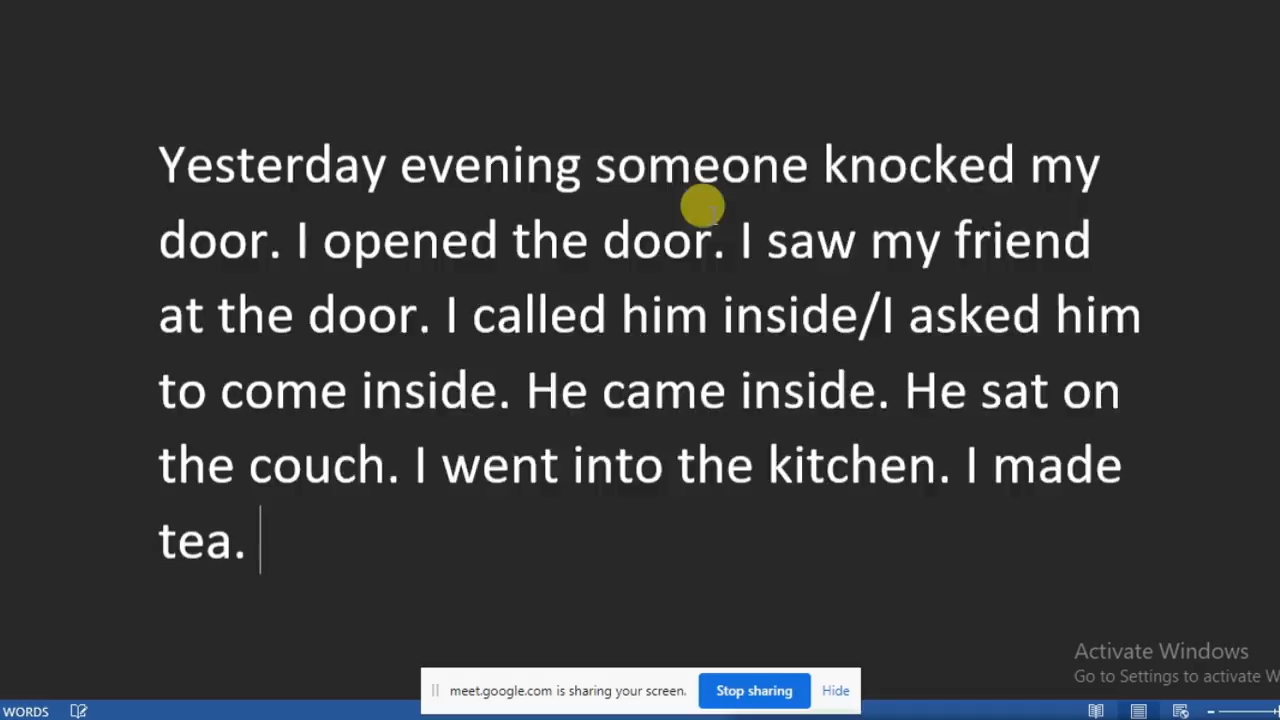 Yesterday evening someone knocked my
door. I opened the door. I saw my friend
at the door. I called him inside/I asked him
to come inside. He came inside. He sat on
the couch. I went into the kitchen. I made
tea.
Activate Windows
Go to Settings to activate W
meet.google.com is sharing your screen.
Stop sharing
Hide
WORDS